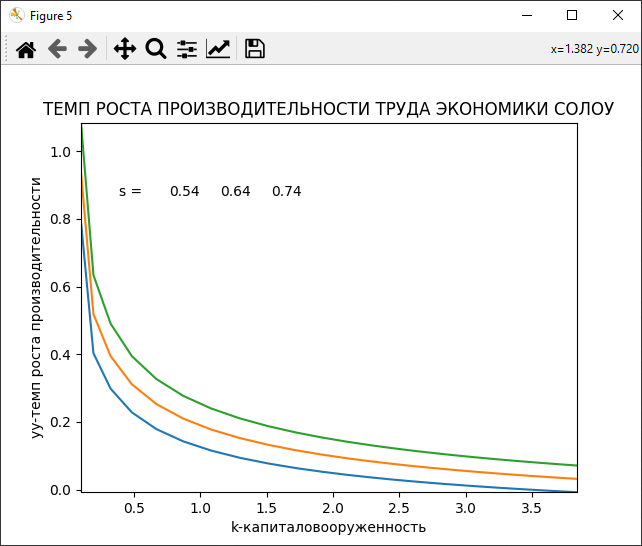 Figure 5
x=1.382 y=0.720
ТЕМП РОСТА ПРОИЗВОДИТЕЛЬНОСТИ ТРУДА ЭКОНОМИКИ СОЛОУ
s = 0.54 0.64 0.74
yy-темп роста производительности
1.0
0.8
0.6
0.4
0.2
0.0
0.5 1.0 1.5 2.0 2.5 3.0 3.5
k-капиталовооруженность